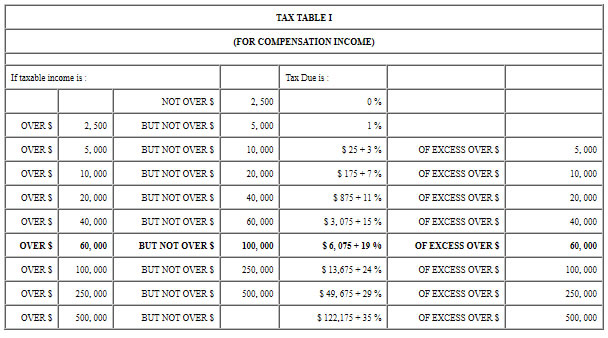 TAX TABLE I
(FOR COMPENSATION INCOME)
If taxable income is : Tax Due is :
NOT OVER $ 2, 500 0 %
OVER $ 2, 500 BUT NOT OVER $ 5, 000 1 %
OVER $ 5, 000 BUT NOT OVER $ 10, 000 $ 25 + 3 % OF EXCESS OVER $ 5, 000
OVER $ 10, 000 BUT NOT OVER $ 20, 000 $ 175 + 7 % OF EXCESS OVER $ 10, 000
OVER $ 20, 000 BUT NOT OVER $ 40, 000 $ 875 + 11 % OF EXCESS OVER $ 20, 000
OVER $ 40, 000 BUT NOT OVER $ 60, 000 $ 3, 075 + 15 % OF EXCESS OVER $ 40, 000
OVER $ 60, 000 BUT NOT OVER $ 100, 000 $ 6, 075 + 19 % OF EXCESS OVER $ 60, 000
OVER $ 100, 000 BUT NOT OVER $ 250, 000 $ 13,675 + 24 % OF EXCESS OVER $ 100, 000
OVER $ 250, 000 BUT NOT OVER $ 500, 000 $ 49, 675 + 29 % OF EXCESS OVER $ 250, 000
OVER $ 500, 000 BUT NOT OVER $ $ 122,175 + 35 % OF EXCESS OVER $ 500, 000